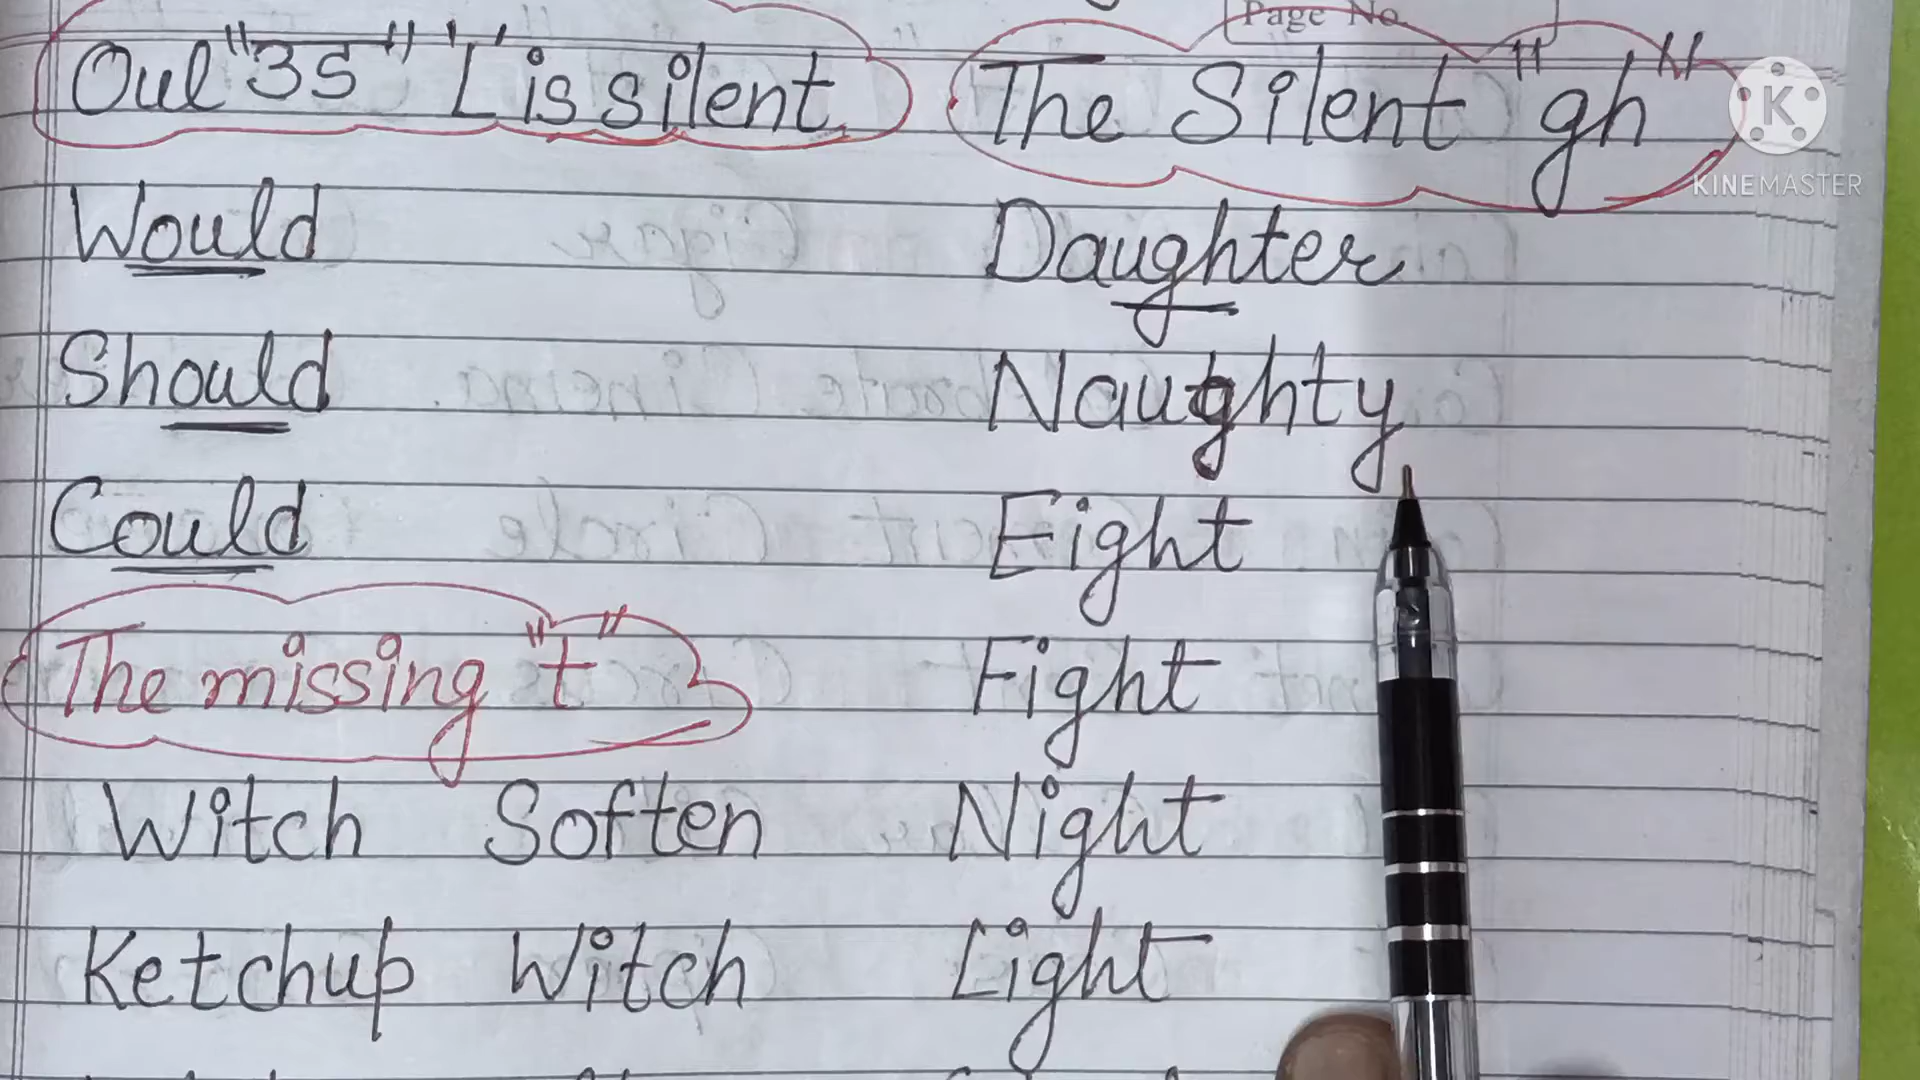 Page No.
Oul "35" 'L' is silent
Would
Should
Could
The missing "t"
Witch Soften
Ketchup Witch
The Silent "gh"
Daughter
Naughty
Eight
Fight
Night
Light
KINEMASTER